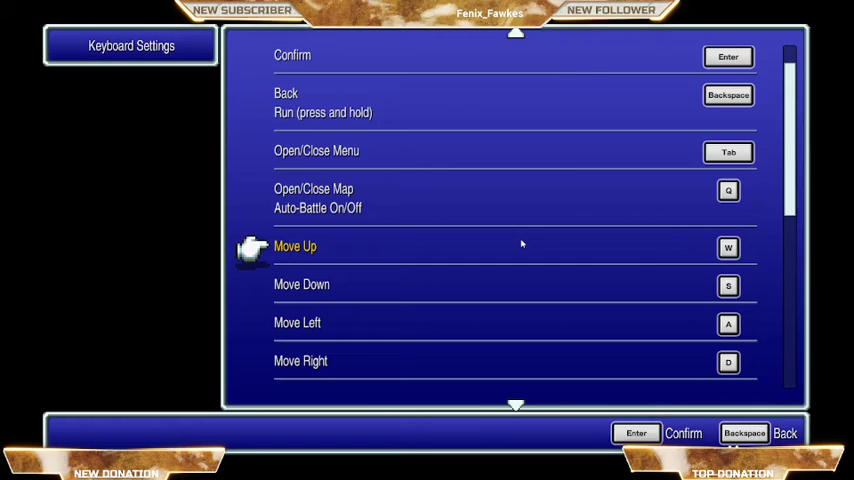 NEW SUBSCRIBER
Fenix_Fawkes
NEW FOLLOWER
Keyboard Settings
Confirm
Enter
Back
Backspace
Run (press and hold)
Open/Close Menu
Tab
Open/Close Map
Q
Auto-Battle On/Off
Move Up
W
Move Down
S
Move Left
A
Move Right
D
Enter Confirm Backspace Back
NEW DONATION
TOP DONATION